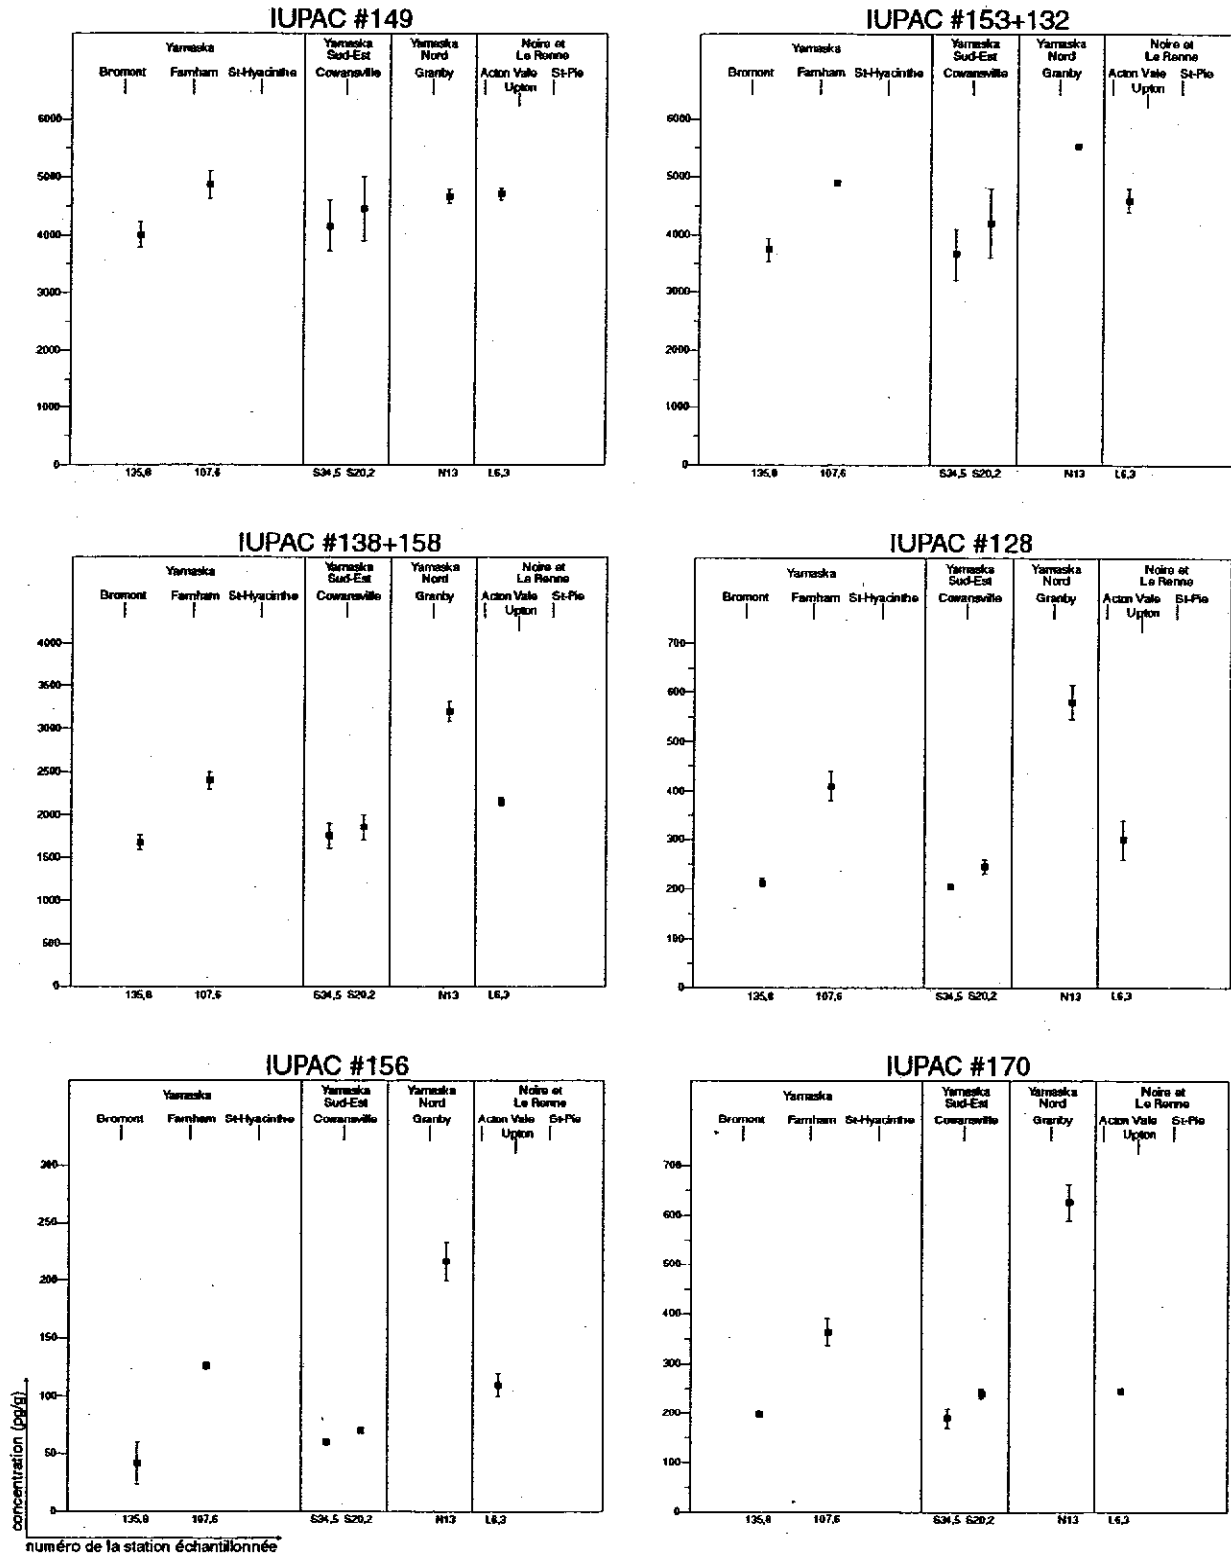 IUPAC #149
Yamaska
Yamaska Sud-Est
Yamaska Nord
Noire et Le Renne
Bromont Farnham St-Hyacinthe Cowansville Granby Acton Vale St-Pie
Upton
6000
5000
4000
3000
2000
1000
0
135,8 107,6 S34,5 S20,2 N13 L6,3
IUPAC #153+132
Yamaska
Yamaska Sud-Est
Yamaska Nord
Noire et Le Renne
Bromont Farnham St-Hyacinthe Cowansville Granby Acton Vale St-Pie
Upton
6000
5000
4000
3000
2000
1000
0
135,8 107,6 S34,5 S20,2 N13 L6,3
IUPAC #138+158
Yamaska
Yamaska Sud-Est
Yamaska Nord
Noire et Le Renne
Bromont Farnham St-Hyacinthe Cowansville Granby Acton Vale St-Pie
Upton
4000
3500
3000
2500
2000
1500
1000
500
0
135,8 107,6 S34,5 S20,2 N13 L6,3
IUPAC #128
Yamaska
Yamaska Sud-Est
Yamaska Nord
Noire et Le Renne
Bromont Farnham St-Hyacinthe Cowansville Granby Acton Vale St-Pie
Upton
700
600
500
400
300
200
100
0
135,8 107,6 S34,5 S20,2 N13 L6,3
IUPAC #156
Yamaska
Yamaska Sud-Est
Yamaska Nord
Noire et Le Renne
Bromont Farnham St-Hyacinthe Cowansville Granby Acton Vale St-Pie
Upton
300
250
200
150
100
50
0
135,8 107,6 S34,5 S20,2 N13 L6,3
IUPAC #170
Yamaska
Yamaska Sud-Est
Yamaska Nord
Noire et Le Renne
Bromont Farnham St-Hyacinthe Cowansville Granby Acton Vale St-Pie
Upton
700
600
500
400
300
200
100
0
135,8 107,6 S34,5 S20,2 N13 L6,3
concentration (pg/g)
numéro de la station échantillonnée